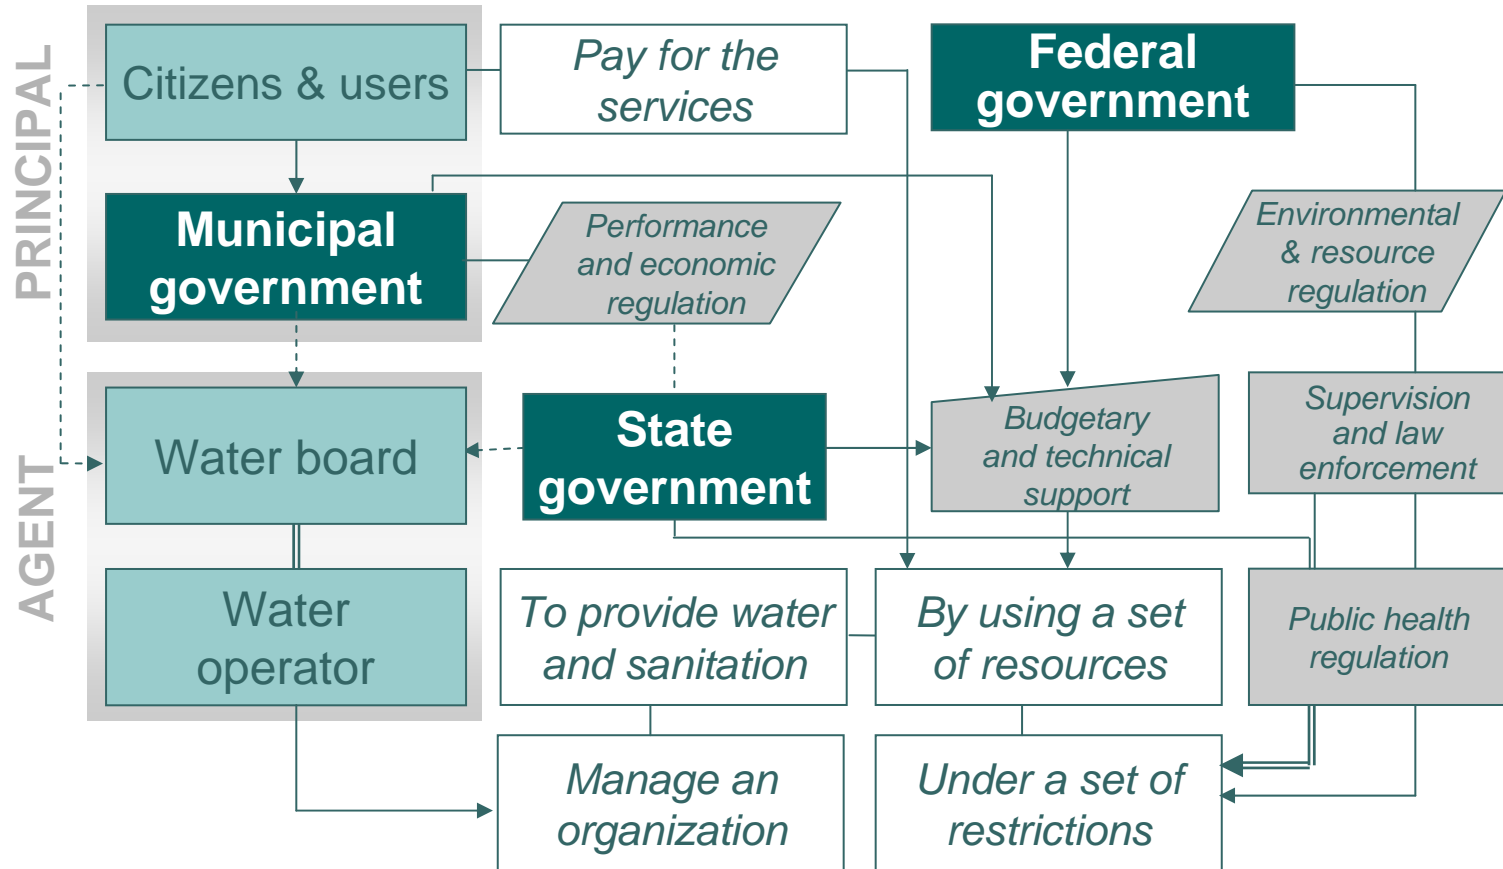 PRINCIPAL
Citizens & users
Pay for the
services
Federal
government
Municipal
government
Performance
and economic
regulation
Environmental
& resource
regulation
AGENT
Water board
State
government
Budgetary
and technical
support
Supervision
and law
enforcement
Water
operator
To provide water
and sanitation
By using a set
of resources
Public health
regulation
Manage an
organization
Under a set of
restrictions